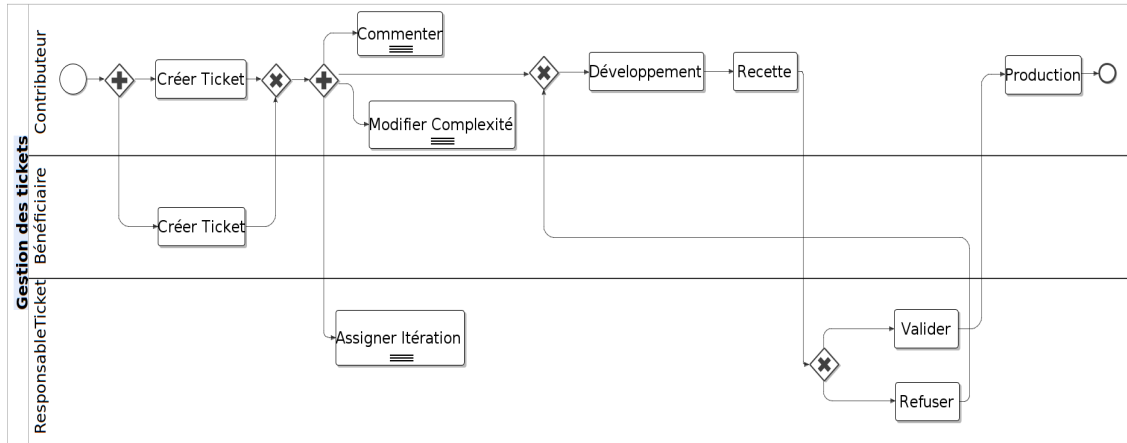 Gestion des tickets
Contributeur
Commenter
Créer Ticket
Développement
Recette
Production
Modifier Complexité
Bénéficiaire
Créer Ticket
ResponsableTicket
Assigner Itération
Valider
Refuser